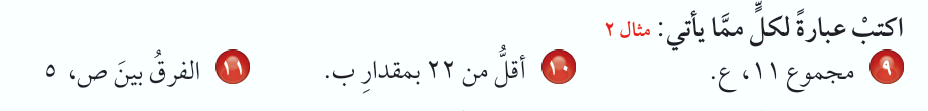 اكتبْ عبارةً لكلٍّ ممَّا يأتي: مثال ٢
٩ مجموع ١١، ع. ١٠ أقلُّ من ٢٢ بمقدارِ ب. ١١ الفرقُ بينَ ص، ٥